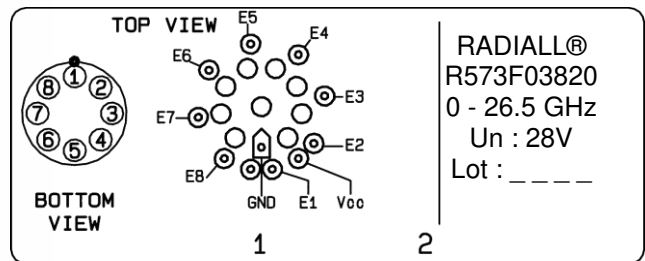 TOP VIEW
E5
E4
E6
E3
E7
E2
E8
GND
E1
Vcc
1
2
3
4
5
6
7
8
BOTTOM
VIEW
1
2
RADIALL®
R573F03820
0 - 26.5 GHz
Un : 28V
Lot : _ _ _ _